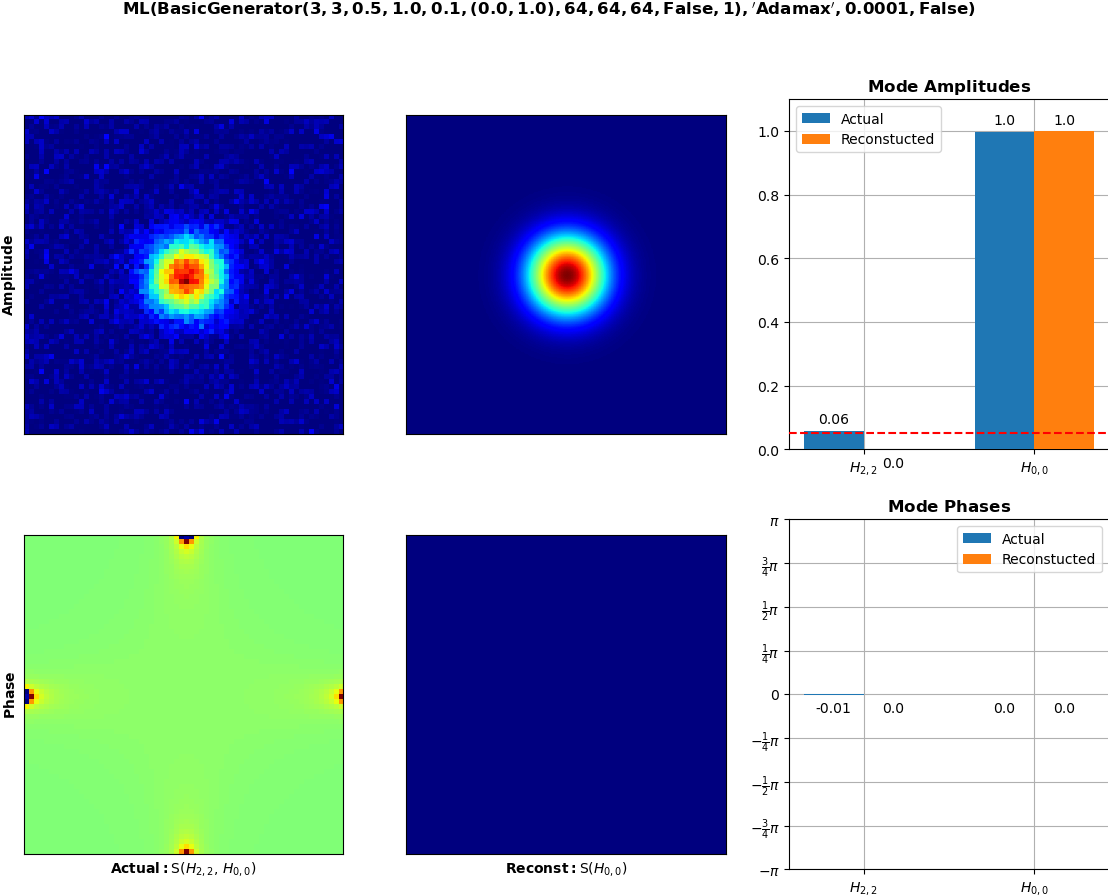 ML(BasicGenerator(3, 3, 0.5, 1.0, 0.1, (0.0, 1.0), 64, 64, 64, False, 1), 'Adamax', 0.0001, False)
Amplitude
Mode Amplitudes
Actual
Reconstucted
1.0
0.8
0.6
0.4
0.2
0.0
0.06
0.0
1.0
1.0
H2,2
H0,0
Phase
Actual: S(H2,2, H0,0)
Reconst: S(H0,0)
Mode Phases
Actual
Reconstucted
π
3/4π
1/2π
1/4π
0
−1/4π
−1/2π
−3/4π
−π
-0.01
0.0
0.0
0.0
H2,2
H0,0